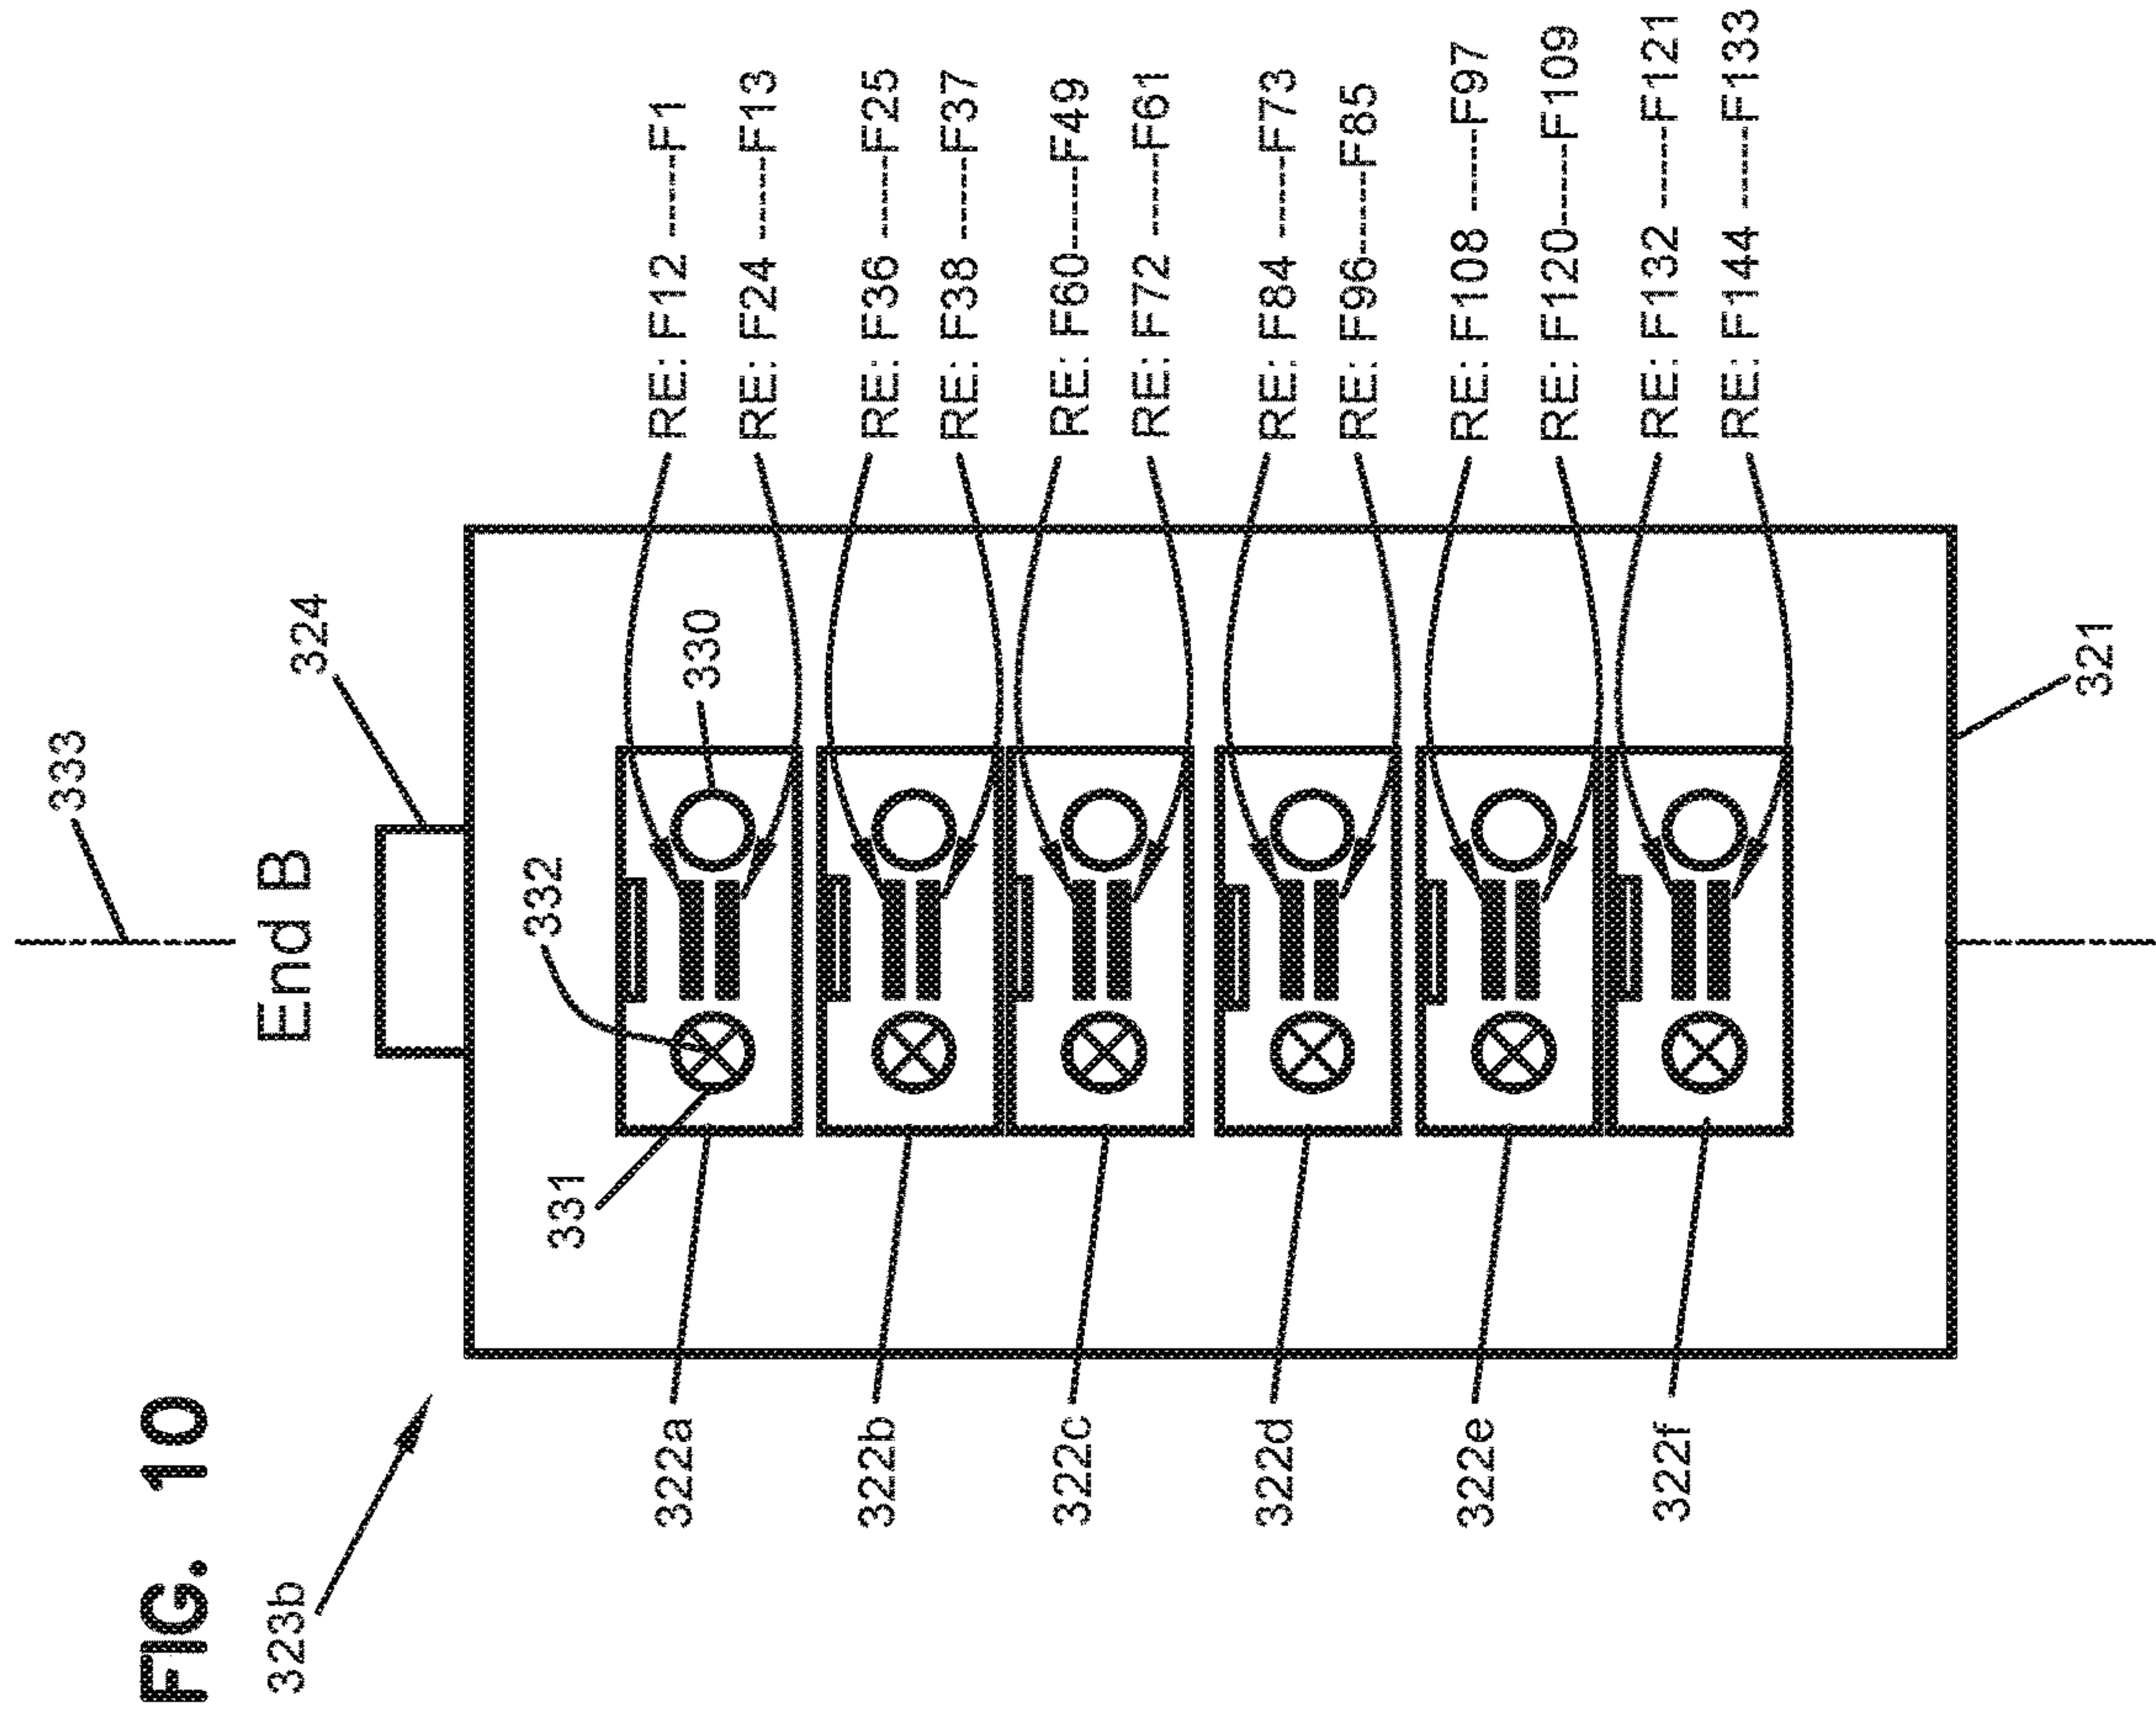 FIG. 10
323b
End B
333
324
332
330
331
321
322a
322b
322c
322d
322e
322f
RE: F12 -----F1
RE: F24 -----F13
RE: F36 ------F25
RE: F38 -----F37
RE: F60------F49
RE: F72 ------F61
RE: F84 -----F73
RE: F96------F85
RE: F108 ------F97
RE: F120------F109
RE: F132 -----F121
RE: F144 ------F133